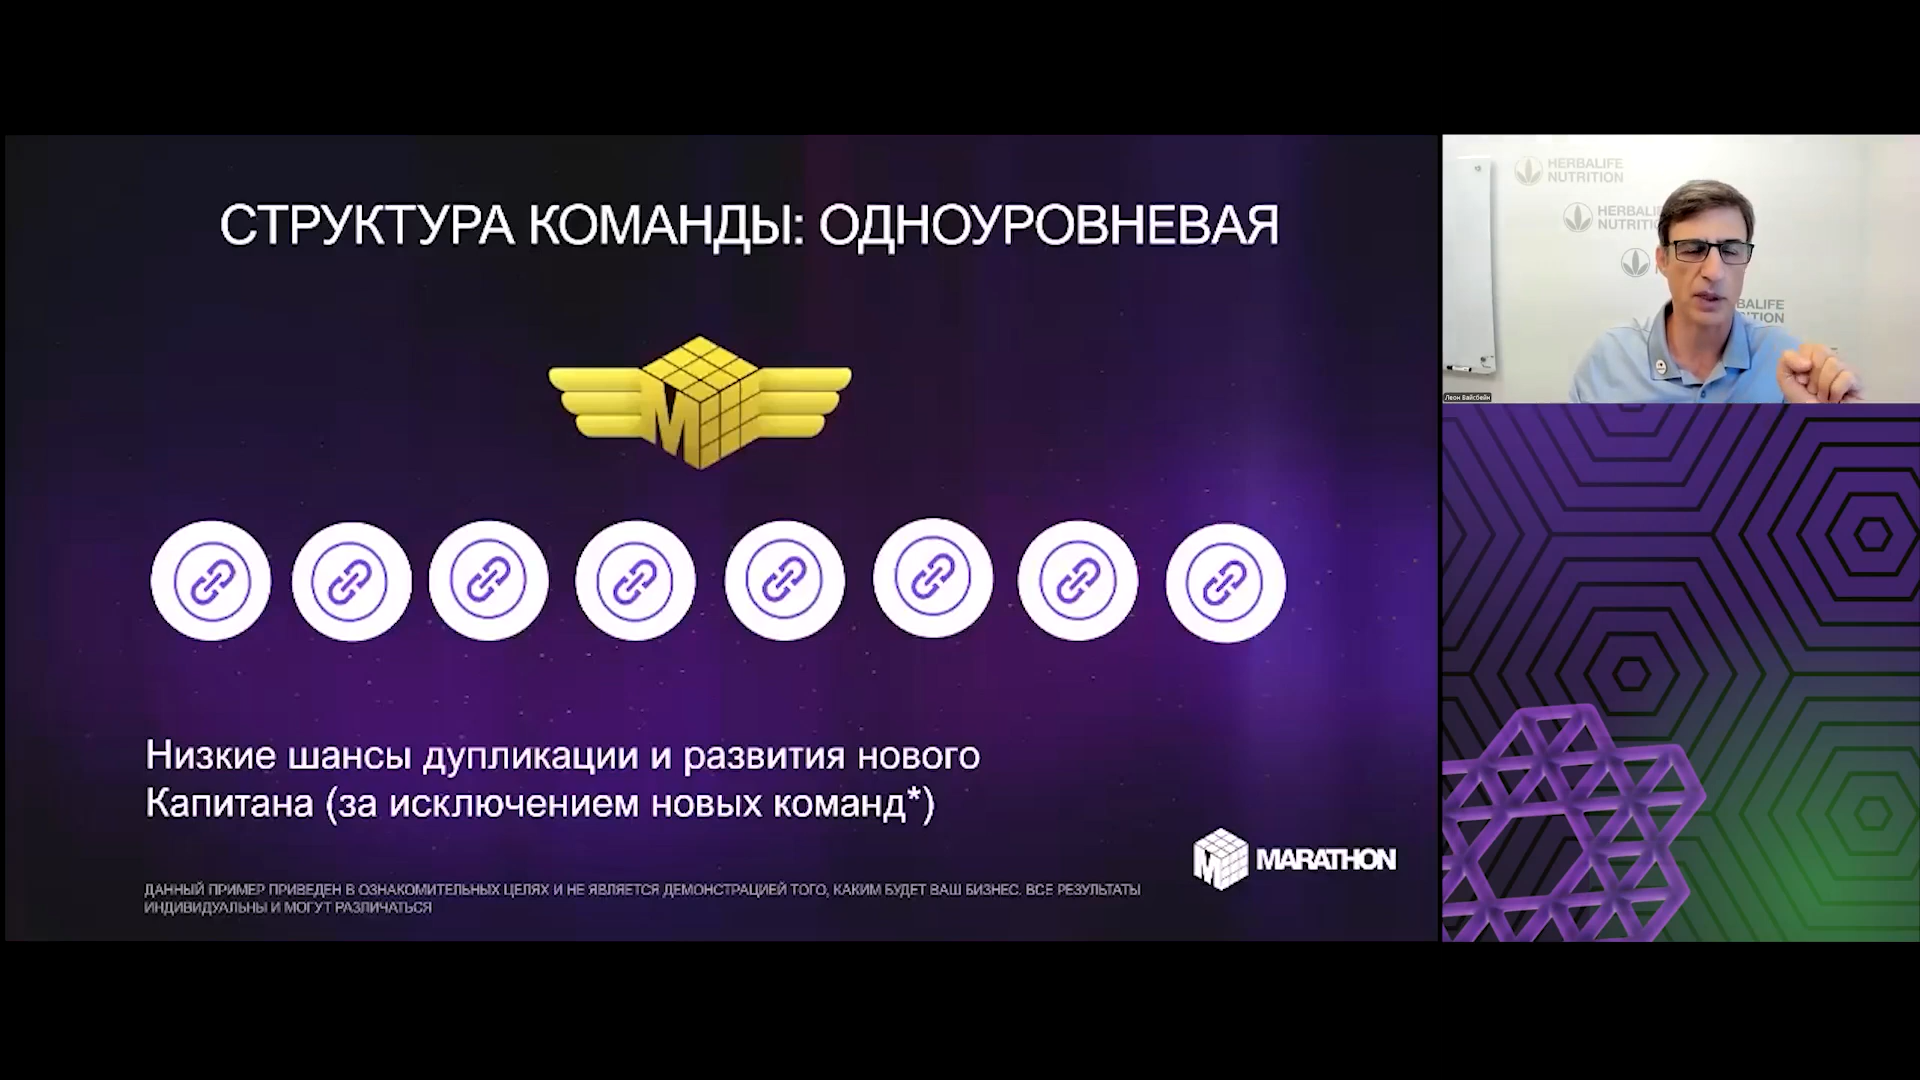 СТРУКТУРА КОМАНДЫ: ОДНОУРОВНЕВАЯ
M
Низкие шансы дупликации и развития нового
Капитана (за исключением новых команд*)
M MARATHON
ДАННЫЙ ПРИМЕР ПРИВЕДЕН В ОЗНАКОМИТЕЛЬНЫХ ЦЕЛЯХ И НЕ ЯВЛЯЕТСЯ ДЕМОНСТРАЦИЕЙ ТОГО, КАКИМ БУДЕТ ВАШ БИЗНЕС. ВСЕ РЕЗУЛЬТАТЫ
ИНДИВИДУАЛЬНЫ И МОГУТ РАЗЛИЧАТЬСЯ
HERBALIFE
NUTRITION
HERBALIFE
NUTRITION
BALIFE
TION
Леон Вайсбейн